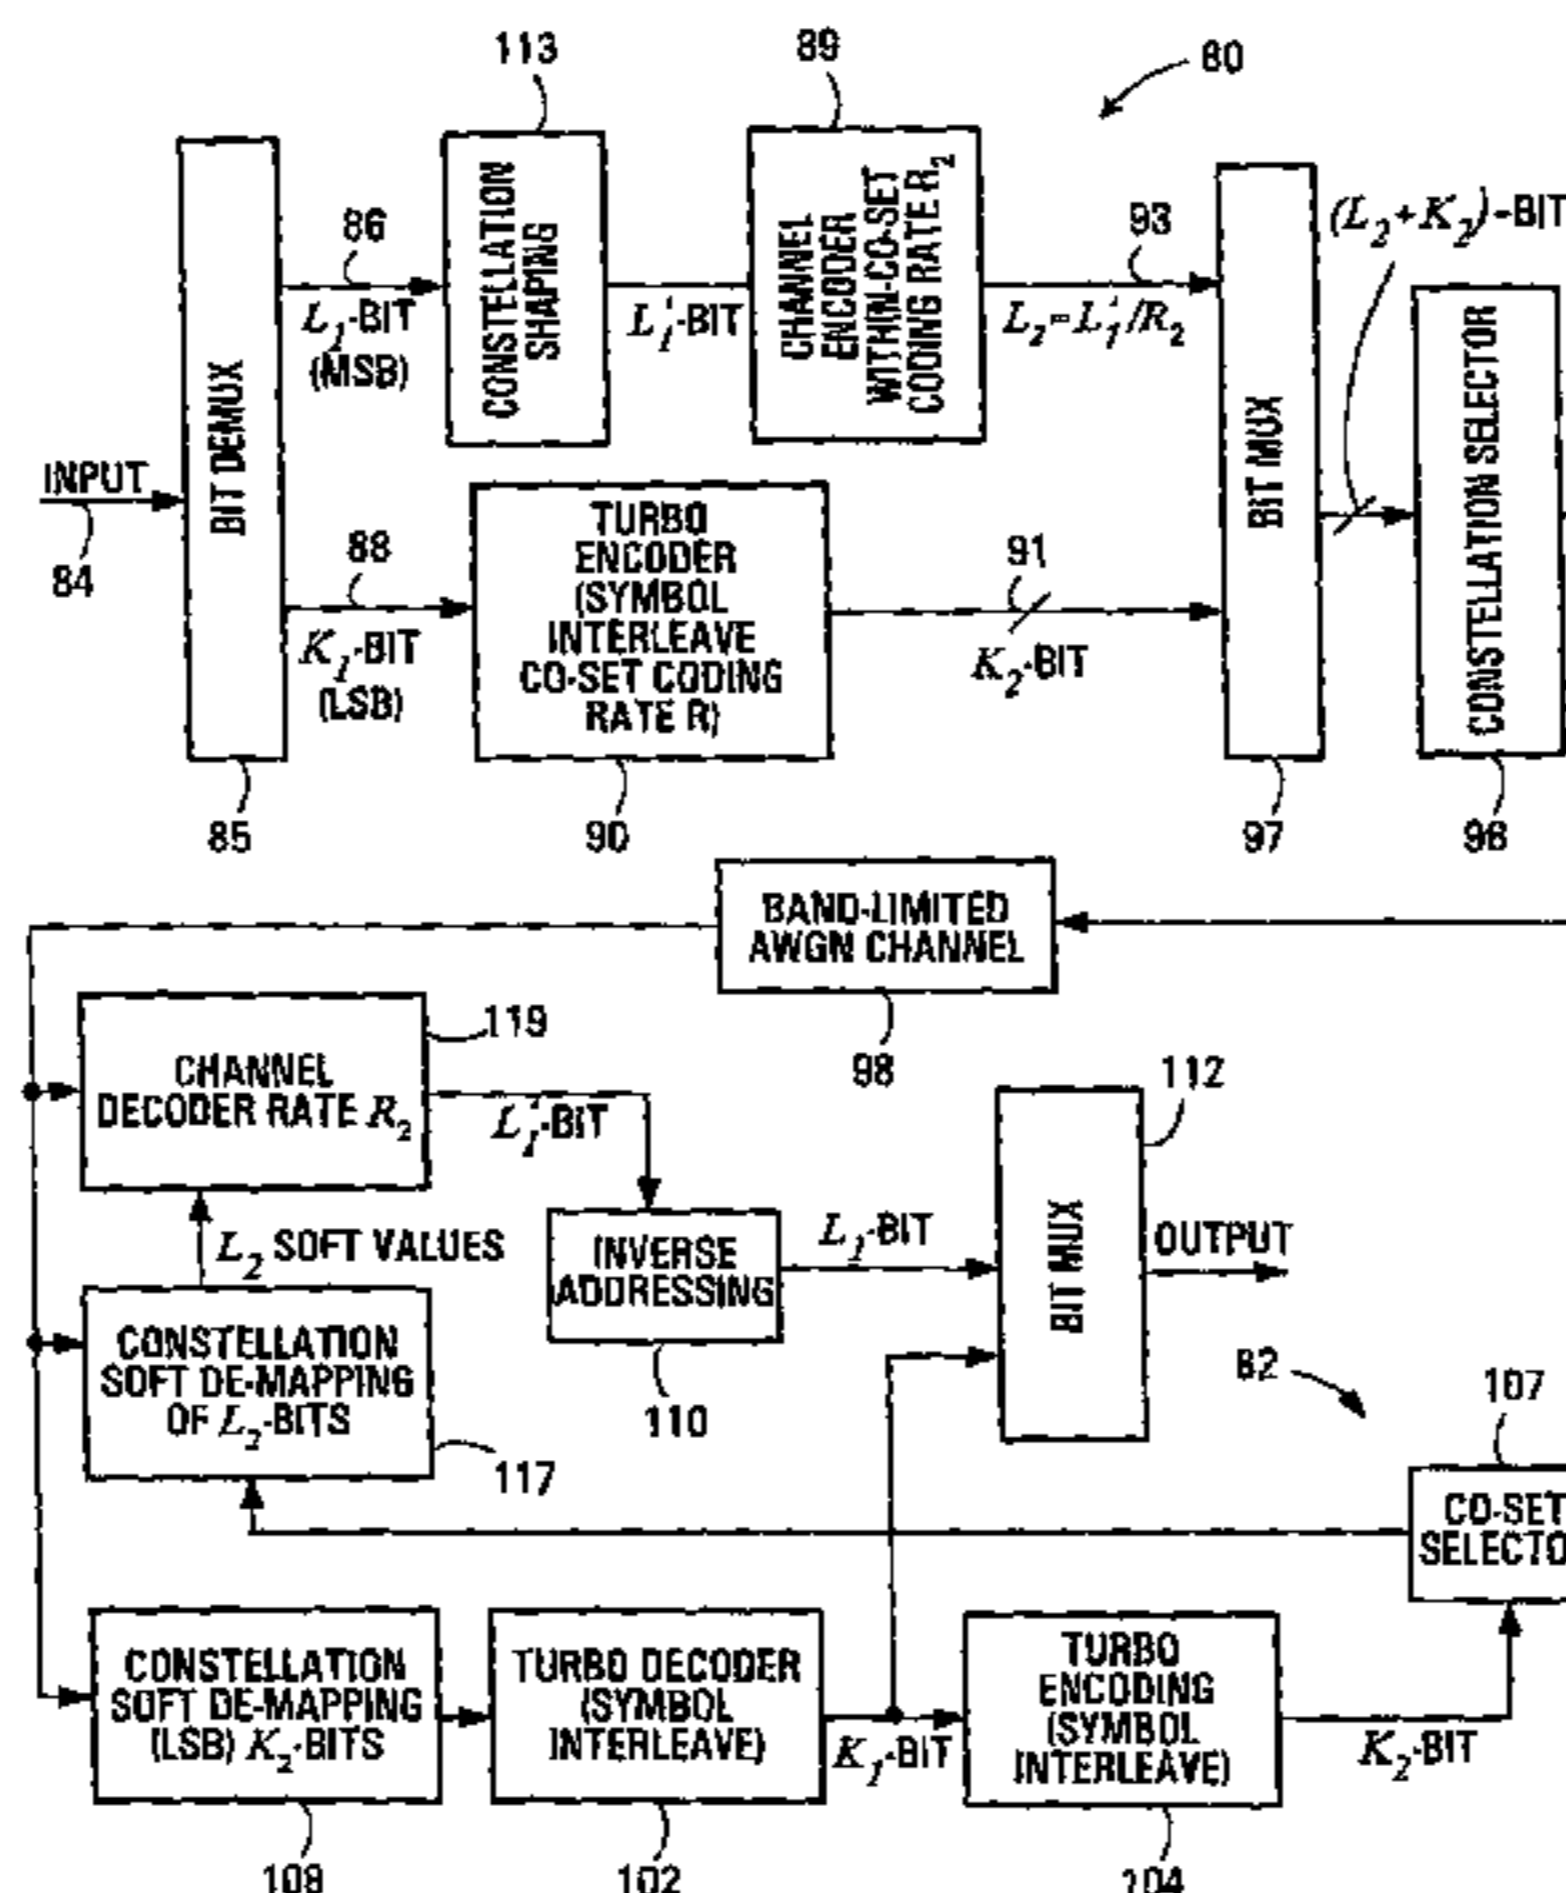 113
89
80
BIT DEMUX
CONSTELLATION
SHAPING
CHANNEL
ENCODER
WITHIN-CO-SET
CODING RATE R2
86
L1-BIT
(MSB)
L1'-BIT
93
L2=L1'/R2
BIT MUX
(L2+K2)-BIT
CONSTELLATION SELECTOR
INPUT
84
88
K1-BIT
(LSB)
TURBO
ENCODER
(SYMBOL
INTERLEAVE
CO-SET CODING
RATE R)
91
K2-BIT
85
90
97
96
BAND-LIMITED
AWGN CHANNEL
98
CHANNEL
DECODER RATE R2
119
L1'-BIT
112
L2 SOFT VALUES
INVERSE
ADDRESSING
110
L1-BIT
BIT MUX
OUTPUT
CONSTELLATION
SOFT DE-MAPPING
OF L2-BITS
117
82
107
CO-SET
SELECTO
CONSTELLATION
SOFT DE-MAPPING
(LSB) K2-BITS
TURBO DECODER
(SYMBOL
INTERLEAVE)
K1-BIT
TURBO
ENCODING
(SYMBOL
INTERLEAVE)
K2-BIT
102
104